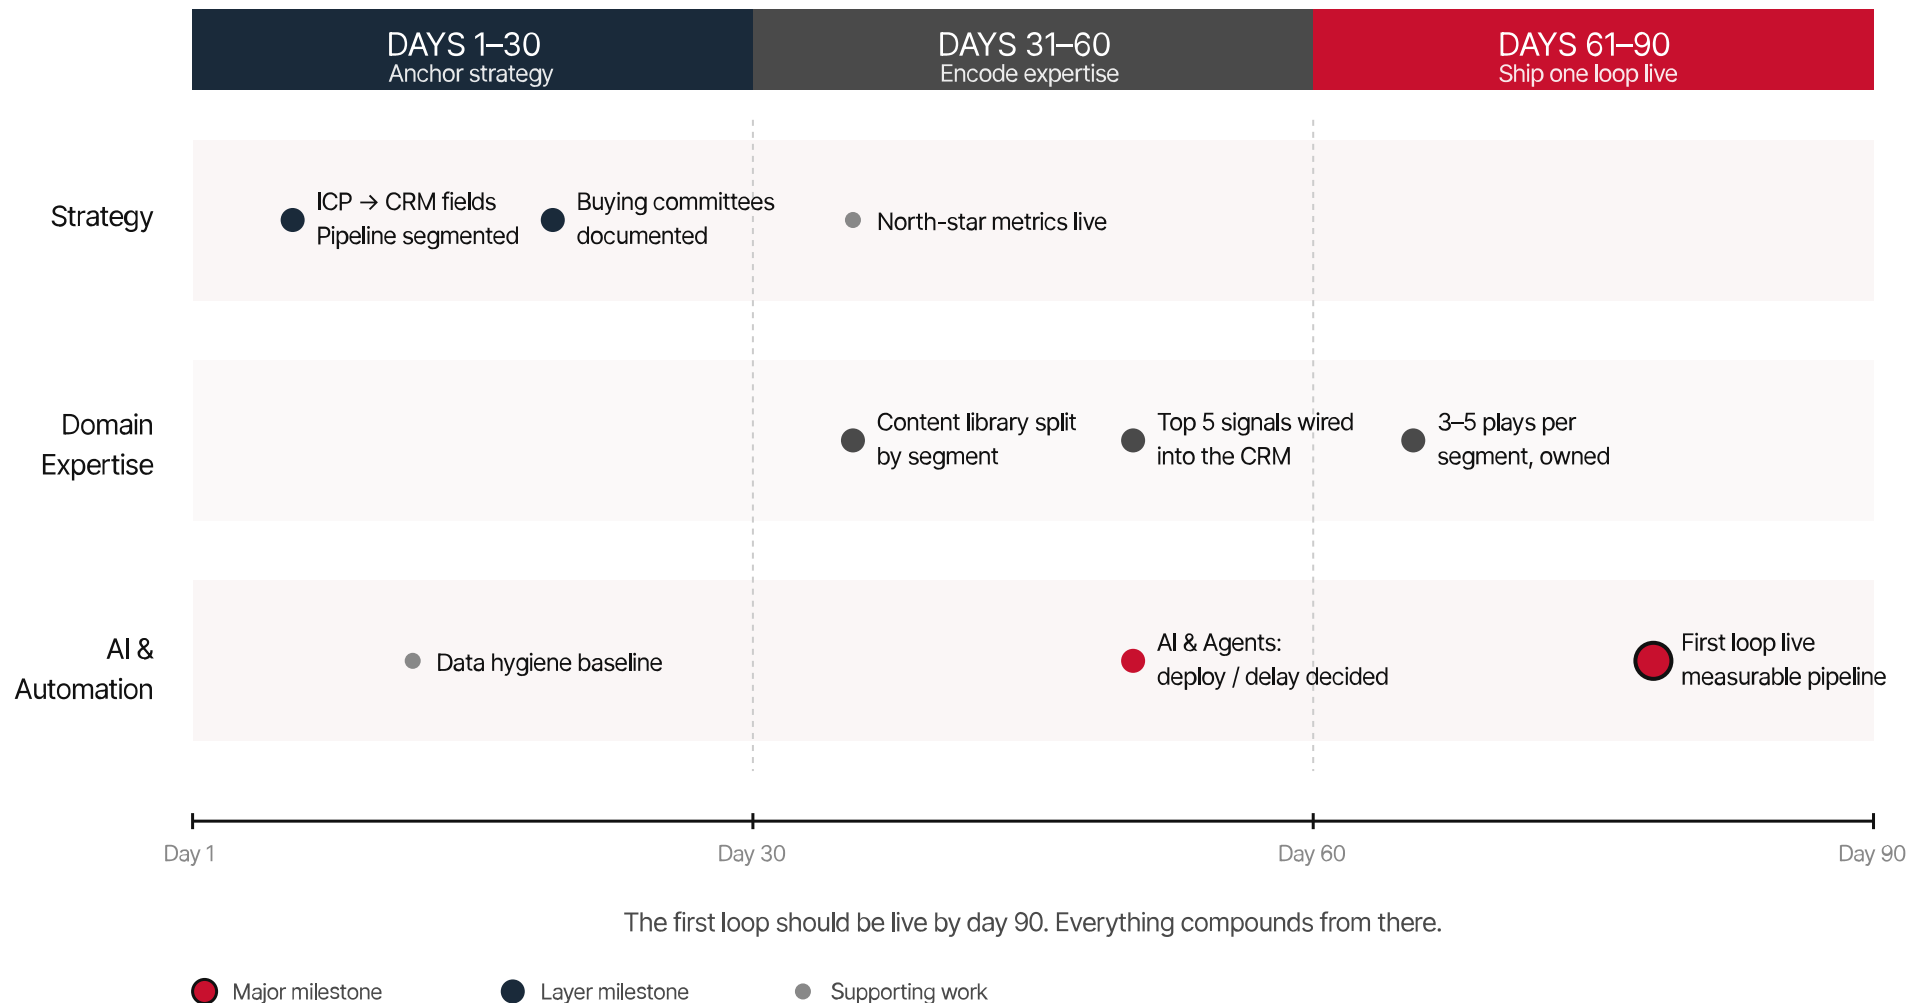 DAYS 1–30
Anchor strategy
DAYS 31–60
Encode expertise
DAYS 61–90
Ship one loop live
Strategy
ICP → CRM fields
Pipeline segmented
Buying committees
documented
North-star metrics live
Domain
Expertise
Content library split
by segment
Top 5 signals wired
into the CRM
3–5 plays per
segment, owned
AI &
Automation
Data hygiene baseline
AI & Agents:
deploy / delay decided
First loop live
measurable pipeline
Day 1
Day 30
Day 60
Day 90
The first loop should be live by day 90. Everything compounds from there.
Major milestone
Layer milestone
Supporting work